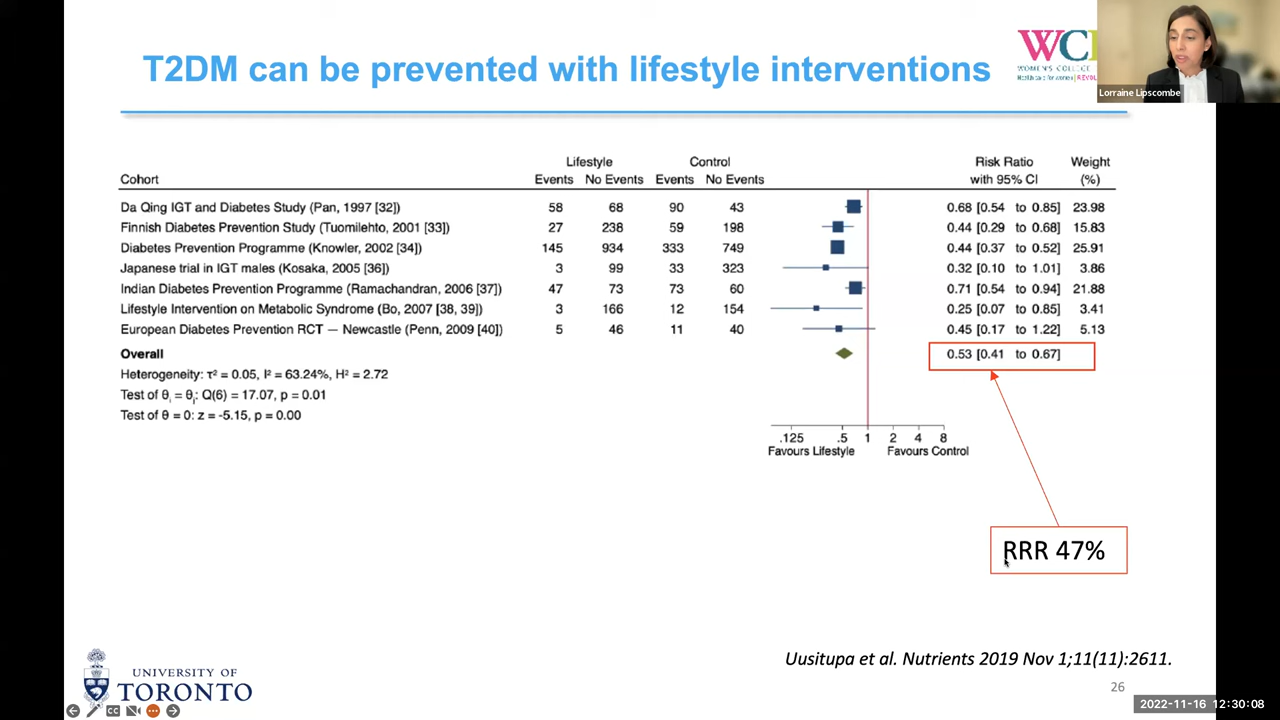 T2DM can be prevented with lifestyle interventions
WC
WOMEN'S COLLEGE
Lorraine Lipscombe
Lifestyle Control Risk Ratio Weight
Cohort Events No Events Events No Events with 95% CI (%)
Da Qing IGT and Diabetes Study (Pan, 1997 [32]) 58 68 90 43 0.68 [0.54 to 0.85] 23.98
Finnish Diabetes Prevention Study (Tuomilehto, 2001 [33]) 27 238 59 198 0.44 [0.29 to 0.68] 15.83
Diabetes Prevention Programme (Knowler, 2002 [34]) 145 934 333 749 0.44 [0.37 to 0.52] 25.91
Japanese trial in IGT males (Kosaka, 2005 [36]) 3 99 33 323 0.32 [0.10 to 1.01] 3.86
Indian Diabetes Prevention Programme (Ramachandran, 2006 [37]) 47 73 73 60 0.71 [0.54 to 0.94] 21.88
Lifestyle Intervention on Metabolic Syndrome (Bo, 2007 [38, 39]) 3 166 12 154 0.25 [0.07 to 0.85] 3.41
European Diabetes Prevention RCT — Newcastle (Penn, 2009 [40]) 5 46 11 40 0.45 [0.17 to 1.22] 5.13
Overall 0.53 [0.41 to 0.67]
Heterogeneity: τ² = 0.05, I² = 63.24%, H² = 2.72
Test of θᵢ = θⱼ: Q(6) = 17.07, p = 0.01
Test of θ = 0: z = -5.15, p = 0.00
.125 .5 1 2 4 8
Favours Lifestyle Favours Control
RRR 47%
Uusitupa et al. Nutrients 2019 Nov 1;11(11):2611.
UNIVERSITY OF
TORONTO
26
CC
2022-11-16 12:30:08